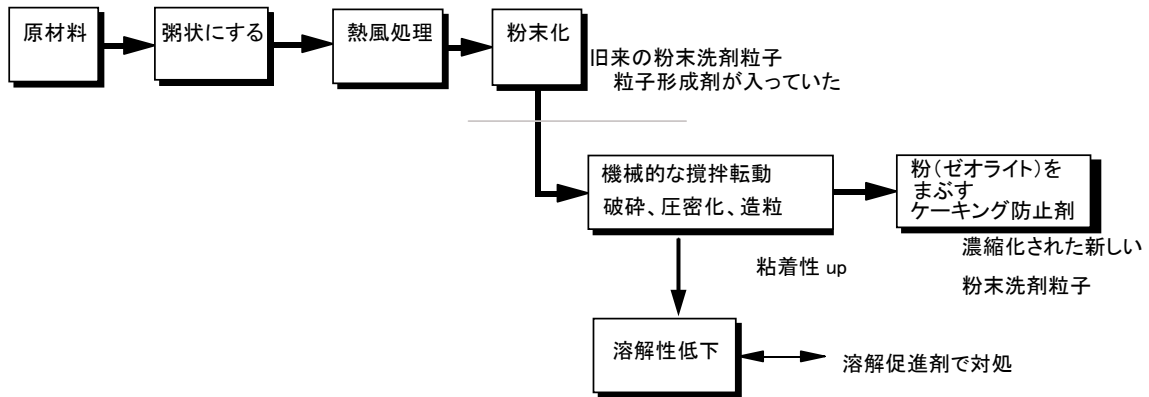 原材料
粥状にする
熱風処理
粉末化
旧来の粉末洗剤粒子
粒子形成剤が入っていた
機械的な撹拌転動
破砕、圧密化、造粒
粉(ゼオライト)を
まぶす
ケーキング防止剤
濃縮化された新しい
粉末洗剤粒子
粘着性 up
溶解性低下
溶解促進剤で対処